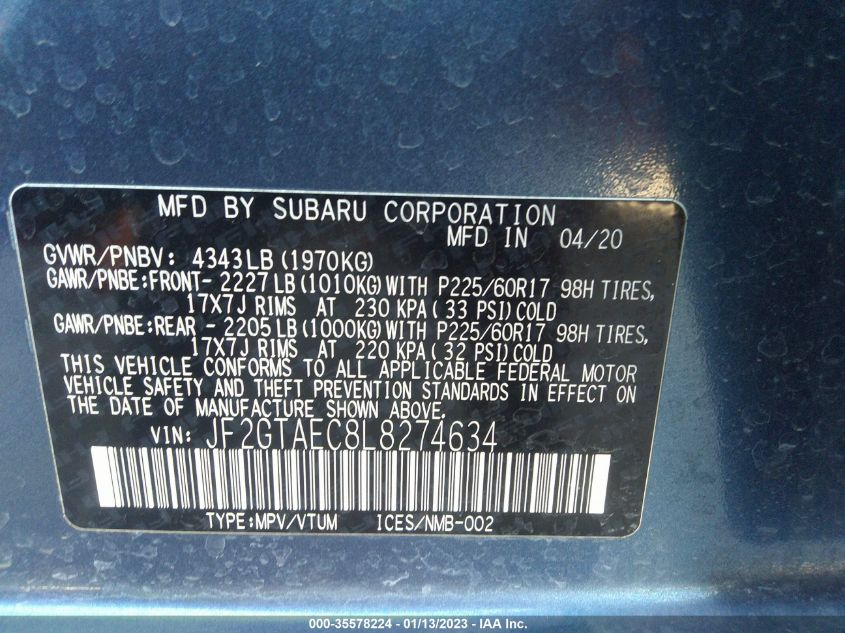 MFD BY SUBARU CORPORATION
MFD IN 04/20
GVWR/PNBV: 4343LB (1970KG)
GAWR/PNBE:FRONT- 2227LB (1010KG) WITH P225/60R17 98H TIRES,
17X7J RIMS AT 230 KPA (33 PSI) COLD
GAWR/PNBE:REAR - 2205LB (1000KG) WITH P225/60R17 98H TIRES,
17X7J RIMS AT 220 KPA (32 PSI) COLD
THIS VEHICLE CONFORMS TO ALL APPLICABLE FEDERAL MOTOR
VEHICLE SAFETY AND THEFT PREVENTION STANDARDS IN EFFECT ON
THE DATE OF MANUFACTURE SHOWN ABOVE.
VIN: JF2GTAEC8L8274634
TYPE:MPV/VTUM ICES/NMB-002
000-35578224 - 01/13/2023 - IAA Inc.